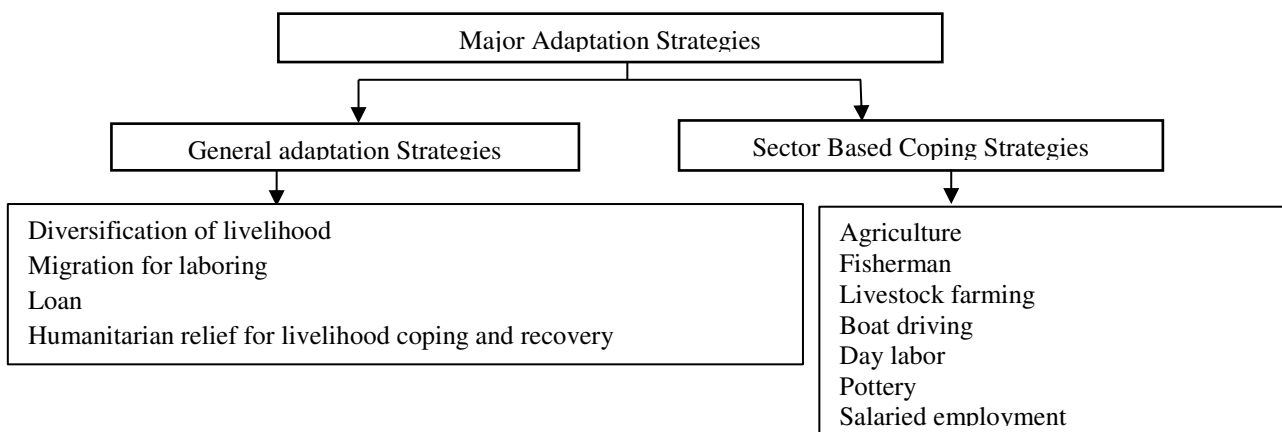 Major Adaptation Strategies
General adaptation Strategies
Sector Based Coping Strategies
Diversification of livelihood
Migration for laboring
Loan
Humanitarian relief for livelihood coping and recovery
Agriculture
Fisherman
Livestock farming
Boat driving
Day labor
Pottery
Salaried employment